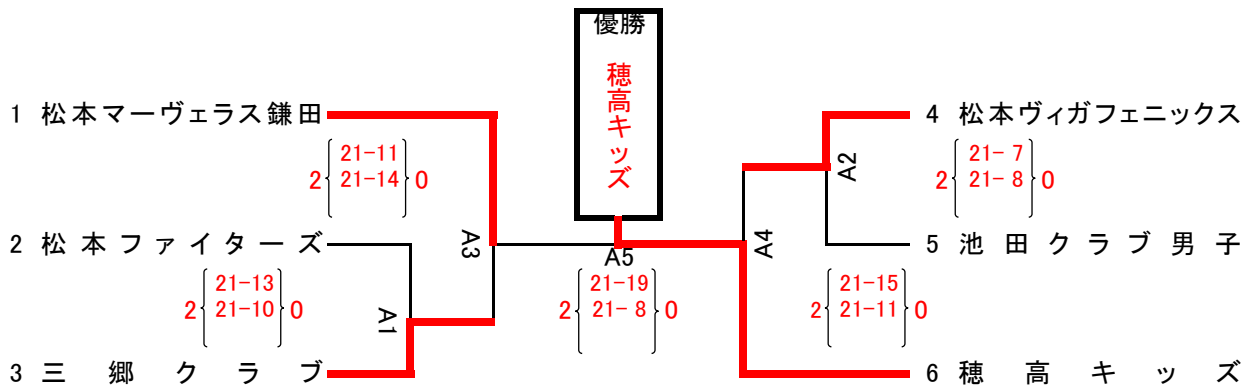 優勝
穂高キッズ
1 松本マーヴェラス鎌田
2 21-11 0
21-14
A3
2 松本ファイターズ
2 21-13 0
21-10
A1
3 三郷クラブ
A5
2 21-19 0
21- 8
4 松本ヴィガフェニックス
A2
2 21- 7 0
21- 8
A4
5 池田クラブ男子
2 21-15 0
21-11
6 穂高キッズ